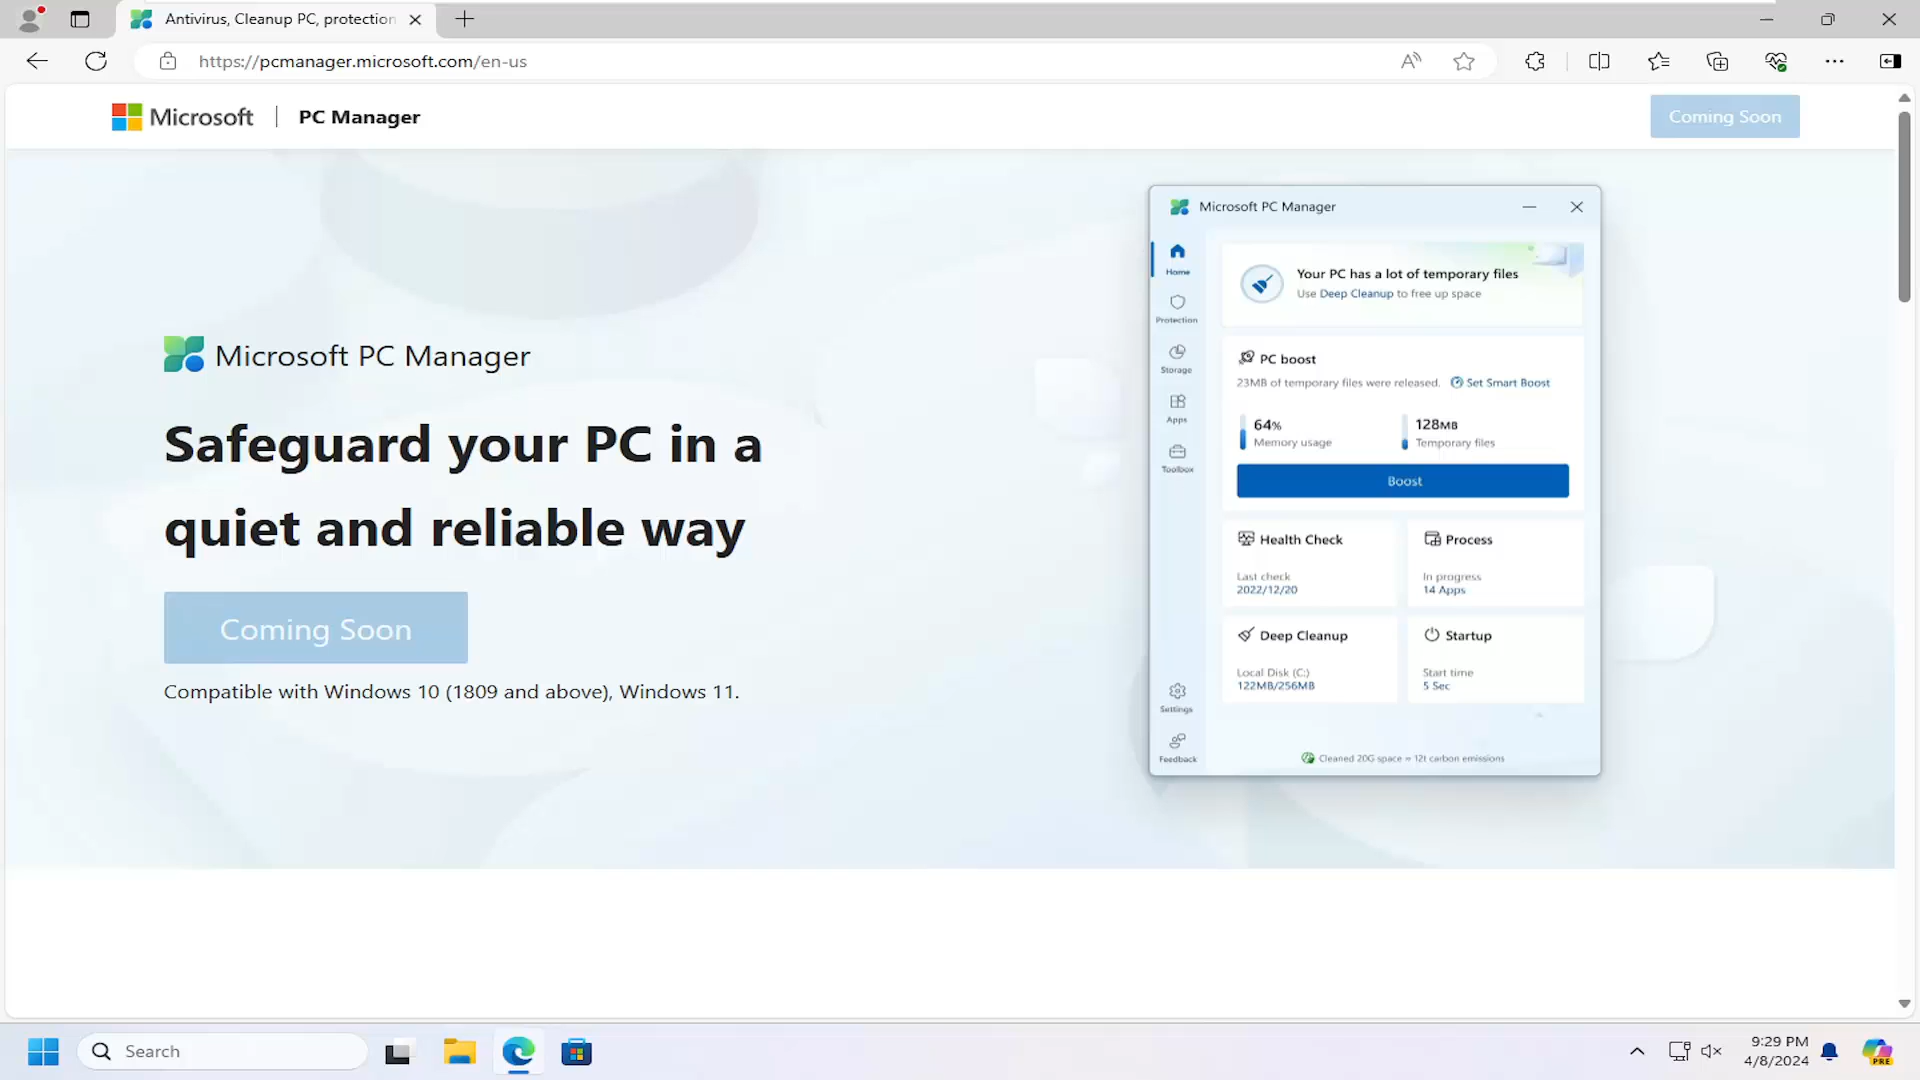 Antivirus, Cleanup PC, protection
https://pcmanager.microsoft.com/en-us
Microsoft | PC Manager
Coming Soon
Microsoft PC Manager
Safeguard your PC in a
quiet and reliable way
Coming Soon
Compatible with Windows 10 (1809 and above), Windows 11.
Microsoft PC Manager
Home
Protection
Storage
Apps
Toolbox
Settings
Feedback
Your PC has a lot of temporary files
Use Deep Cleanup to free up space
PC boost
23MB of temporary files were released. Set Smart Boost
64% 128MB
Memory usage Temporary files
Boost
Health Check
Last check
2022/12/20
Process
In progress
14 Apps
Deep Cleanup
Local Disk (C:)
122MB/256MB
Startup
Start time
5 Sec
Cleaned 20G space ≈ 12t carbon emissions
Search
9:29 PM
4/8/2024
PRE